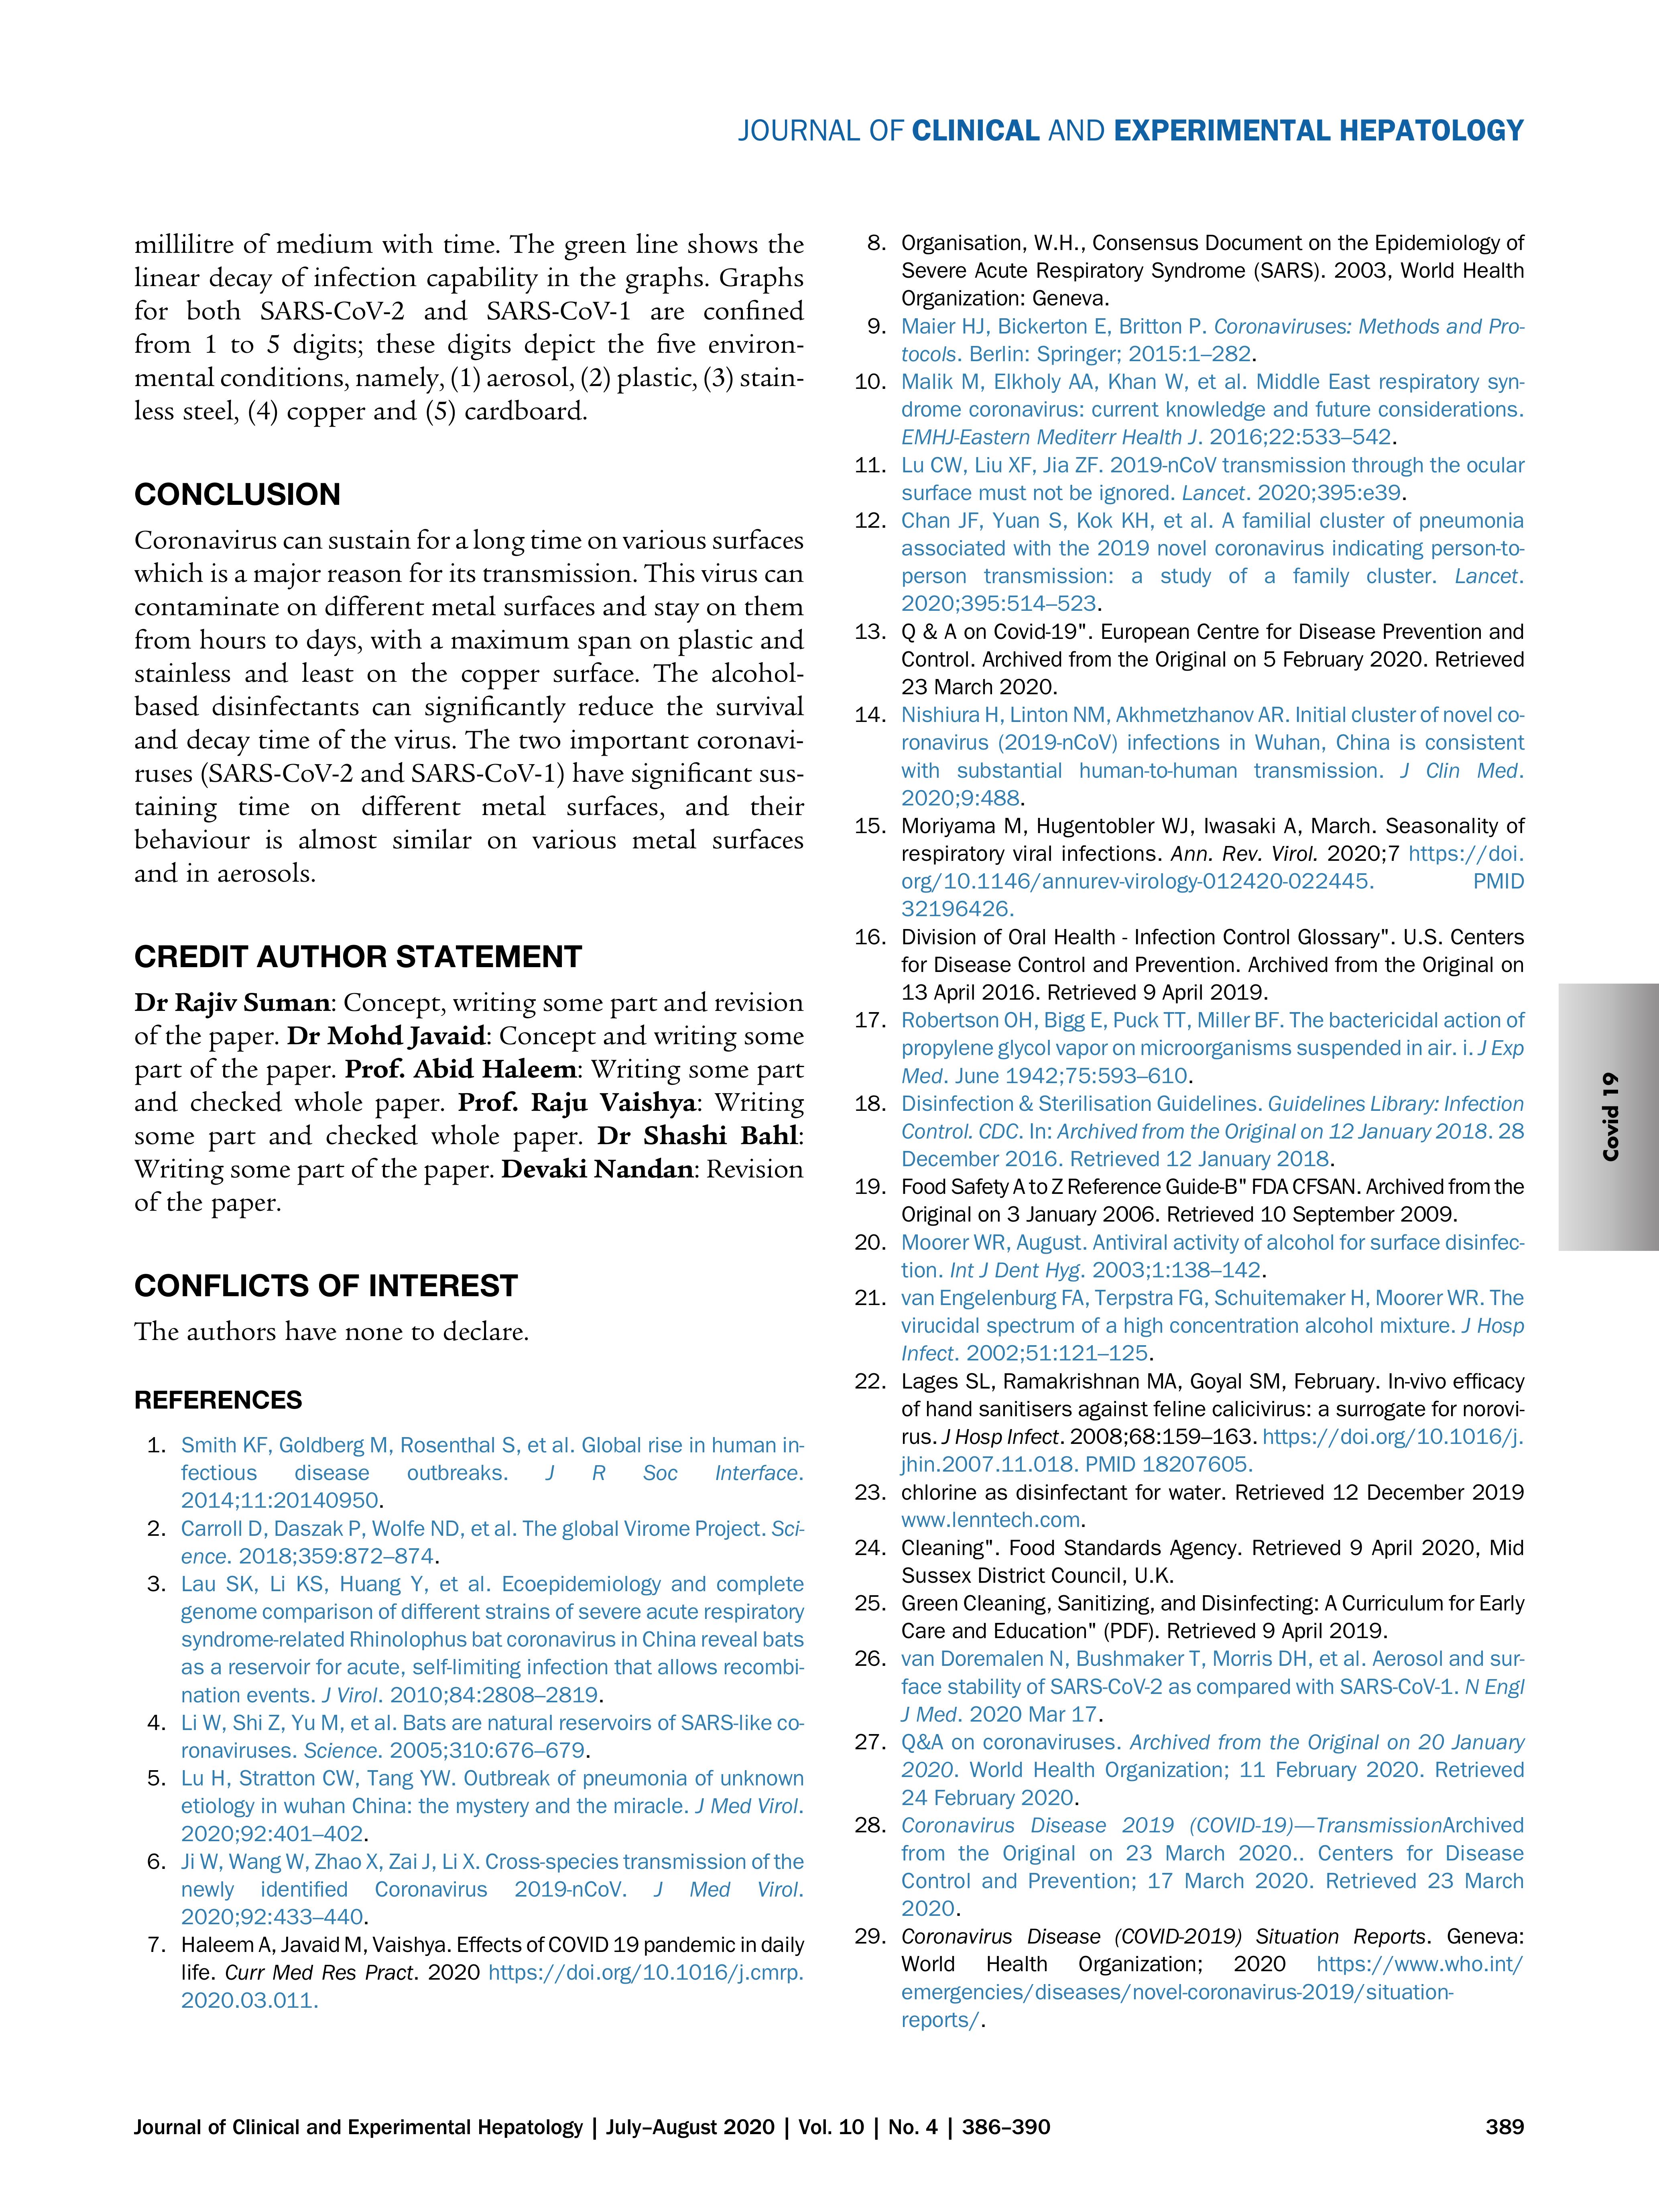 JOURNAL OF CLINICAL AND EXPERIMENTAL HEPATOLOGY
millilitre of medium with time. The green line shows the
linear decay of infection capability in the graphs. Graphs
for both SARS-CoV-2 and SARS-CoV-1 are confined
from 1 to 5 digits; these digits depict the five environ-
mental conditions, namely, (1) aerosol, (2) plastic, (3) stain-
less steel, (4) copper and (5) cardboard.
CONCLUSION
Coronavirus can sustain for a long time on various surfaces
which is a major reason for its transmission. This virus can
contaminate on different metal surfaces and stay on them
from hours to days, with a maximum span on plastic and
stainless and least on the copper surface. The alcohol-
based disinfectants can significantly reduce the survival
and decay time of the virus. The two important coronavi-
ruses (SARS-CoV-2 and SARS-CoV-1) have significant sus-
taining time on different metal surfaces, and their
behaviour is almost similar on various metal surfaces
and in aerosols.
CREDIT AUTHOR STATEMENT
Dr Rajiv Suman: Concept, writing some part and revision
of the paper. Dr Mohd Javaid: Concept and writing some
part of the paper. Prof. Abid Haleem: Writing some part
and checked whole paper. Prof. Raju Vaishya: Writing
some part and checked whole paper. Dr Shashi Bahl:
Writing some part of the paper. Devaki Nandan: Revision
of the paper.
CONFLICTS OF INTEREST
The authors have none to declare.
REFERENCES
1. Smith KF, Goldberg M, Rosenthal S, et al. Global rise in human in-
fectious disease outbreaks. J R Soc Interface.
2014;11:20140950.
2. Carroll D, Daszak P, Wolfe ND, et al. The global Virome Project. Sci-
ence. 2018;359:872–874.
3. Lau SK, Li KS, Huang Y, et al. Ecoepidemiology and complete
genome comparison of different strains of severe acute respiratory
syndrome-related Rhinolophus bat coronavirus in China reveal bats
as a reservoir for acute, self-limiting infection that allows recombi-
nation events. J Virol. 2010;84:2808–2819.
4. Li W, Shi Z, Yu M, et al. Bats are natural reservoirs of SARS-like co-
ronaviruses. Science. 2005;310:676–679.
5. Lu H, Stratton CW, Tang YW. Outbreak of pneumonia of unknown
etiology in wuhan China: the mystery and the miracle. J Med Virol.
2020;92:401–402.
6. Ji W, Wang W, Zhao X, Zai J, Li X. Cross-species transmission of the
newly identified Coronavirus 2019-nCoV. J Med Virol.
2020;92:433–440.
7. Haleem A, Javaid M, Vaishya. Effects of COVID 19 pandemic in daily
life. Curr Med Res Pract. 2020 https://doi.org/10.1016/j.cmrp.
2020.03.011.
8. Organisation, W.H., Consensus Document on the Epidemiology of
Severe Acute Respiratory Syndrome (SARS). 2003, World Health
Organization: Geneva.
9. Maier HJ, Bickerton E, Britton P. Coronaviruses: Methods and Pro-
tocols. Berlin: Springer; 2015:1–282.
10. Malik M, Elkholy AA, Khan W, et al. Middle East respiratory syn-
drome coronavirus: current knowledge and future considerations.
EMHJ-Eastern Mediterr Health J. 2016;22:533–542.
11. Lu CW, Liu XF, Jia ZF. 2019-nCoV transmission through the ocular
surface must not be ignored. Lancet. 2020;395:e39.
12. Chan JF, Yuan S, Kok KH, et al. A familial cluster of pneumonia
associated with the 2019 novel coronavirus indicating person-to-
person transmission: a study of a family cluster. Lancet.
2020;395:514–523.
13. Q & A on Covid-19". European Centre for Disease Prevention and
Control. Archived from the Original on 5 February 2020. Retrieved
23 March 2020.
14. Nishiura H, Linton NM, Akhmetzhanov AR. Initial cluster of novel co-
ronavirus (2019-nCoV) infections in Wuhan, China is consistent
with substantial human-to-human transmission. J Clin Med.
2020;9:488.
15. Moriyama M, Hugentobler WJ, Iwasaki A, March. Seasonality of
respiratory viral infections. Ann. Rev. Virol. 2020;7 https://doi.
org/10.1146/annurev-virology-012420-022445. PMID
32196426.
16. Division of Oral Health - Infection Control Glossary". U.S. Centers
for Disease Control and Prevention. Archived from the Original on
13 April 2016. Retrieved 9 April 2019.
17. Robertson OH, Bigg E, Puck TT, Miller BF. The bactericidal action of
propylene glycol vapor on microorganisms suspended in air. i. J Exp
Med. June 1942;75:593–610.
18. Disinfection & Sterilisation Guidelines. Guidelines Library: Infection
Control. CDC. In: Archived from the Original on 12 January 2018. 28
December 2016. Retrieved 12 January 2018.
19. Food Safety A to Z Reference Guide-B" FDA CFSAN. Archived from the
Original on 3 January 2006. Retrieved 10 September 2009.
20. Moorer WR, August. Antiviral activity of alcohol for surface disinfec-
tion. Int J Dent Hyg. 2003;1:138–142.
21. van Engelenburg FA, Terpstra FG, Schuitemaker H, Moorer WR. The
virucidal spectrum of a high concentration alcohol mixture. J Hosp
Infect. 2002;51:121–125.
22. Lages SL, Ramakrishnan MA, Goyal SM, February. In-vivo efficacy
of hand sanitisers against feline calicivirus: a surrogate for norovi-
rus. J Hosp Infect. 2008;68:159–163. https://doi.org/10.1016/j.
jhin.2007.11.018. PMID 18207605.
23. chlorine as disinfectant for water. Retrieved 12 December 2019
www.lenntech.com.
24. Cleaning". Food Standards Agency. Retrieved 9 April 2020, Mid
Sussex District Council, U.K.
25. Green Cleaning, Sanitizing, and Disinfecting: A Curriculum for Early
Care and Education" (PDF). Retrieved 9 April 2019.
26. van Doremalen N, Bushmaker T, Morris DH, et al. Aerosol and sur-
face stability of SARS-CoV-2 as compared with SARS-CoV-1. N Engl
J Med. 2020 Mar 17.
27. Q&A on coronaviruses. Archived from the Original on 20 January
2020. World Health Organization; 11 February 2020. Retrieved
24 February 2020.
28. Coronavirus Disease 2019 (COVID-19)—TransmissionArchived
from the Original on 23 March 2020.. Centers for Disease
Control and Prevention; 17 March 2020. Retrieved 23 March
2020.
29. Coronavirus Disease (COVID-2019) Situation Reports. Geneva:
World Health Organization; 2020 https://www.who.int/
emergencies/diseases/novel-coronavirus-2019/situation-
reports/.
Covid 19
Journal of Clinical and Experimental Hepatology | July–August 2020 | Vol. 10 | No. 4 | 386–390 389